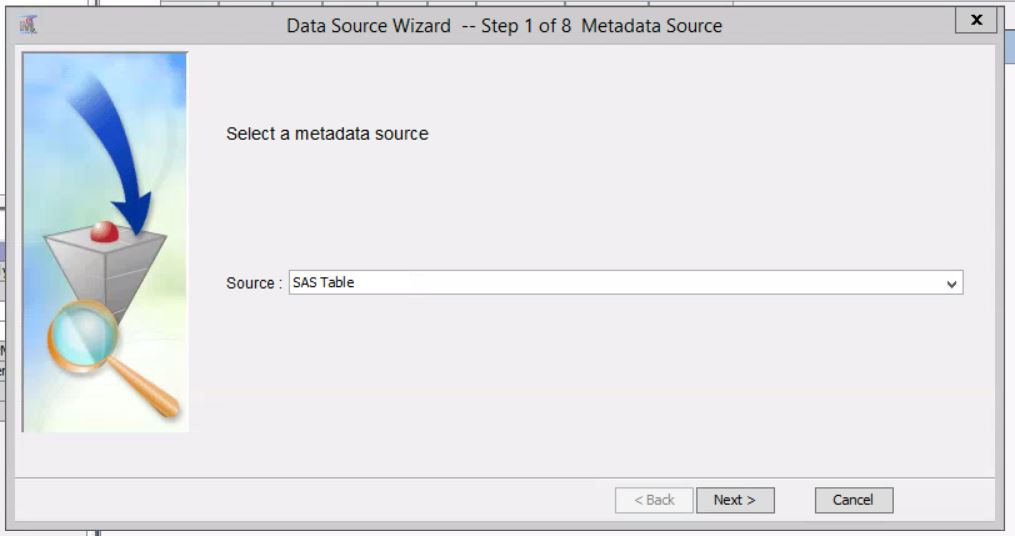 Data Source Wizard -- Step 1 of 8 Metadata Source
x
Select a metadata source
Source : SAS Table
< Back Next > Cancel